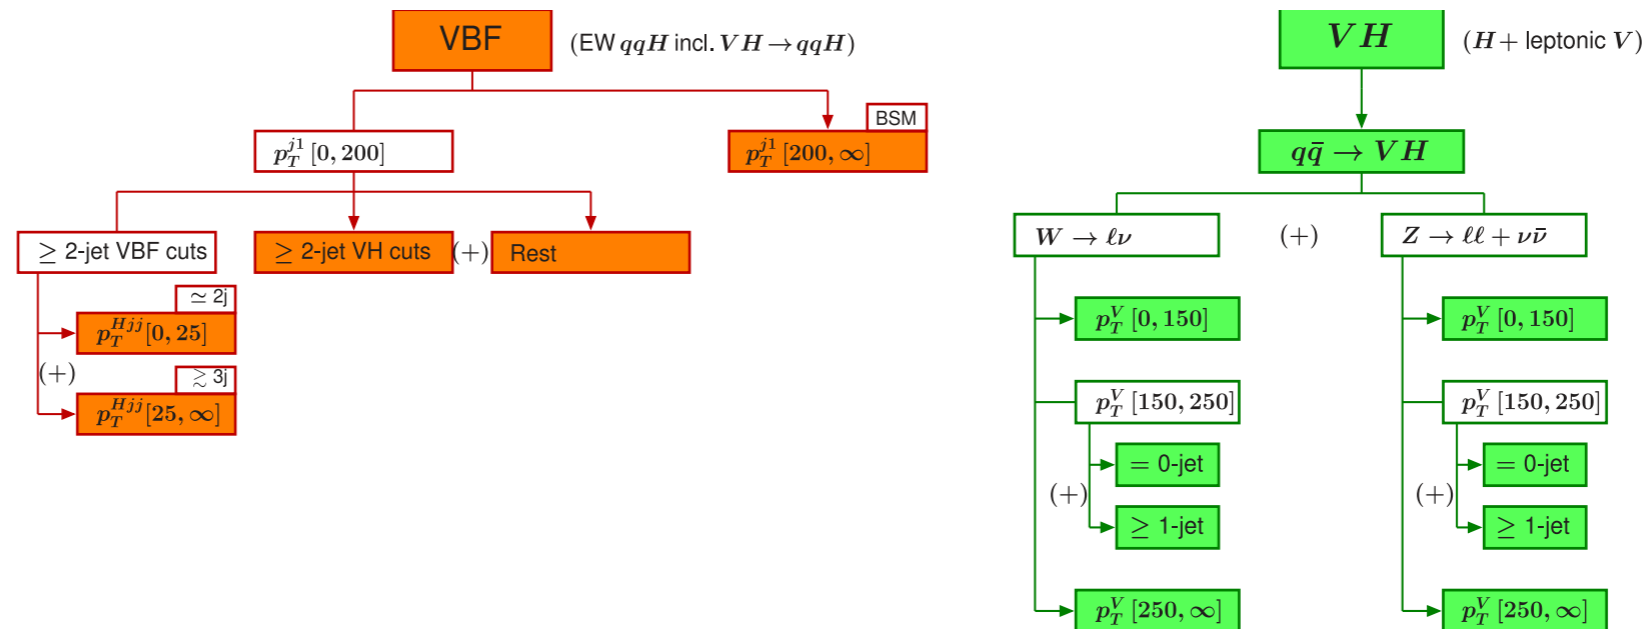 VBF (EW qqH incl. VH → qqH)
BSM
p_T^{j1} [0, 200]
p_T^{j1} [200, ∞]
≥ 2-jet VBF cuts
≥ 2-jet VH cuts
(+)
Rest
≃ 2j
p_T^{Hjj} [0, 25]
(+)
≳ 3j
p_T^{Hjj} [25, ∞]
VH (H + leptonic V)
qq̄ → VH
W → ℓν
(+)
Z → ℓℓ + νν̄
p_T^V [0, 150]
p_T^V [150, 250]
= 0-jet
(+)
≥ 1-jet
p_T^V [250, ∞]
p_T^V [0, 150]
p_T^V [150, 250]
= 0-jet
(+)
≥ 1-jet
p_T^V [250, ∞]